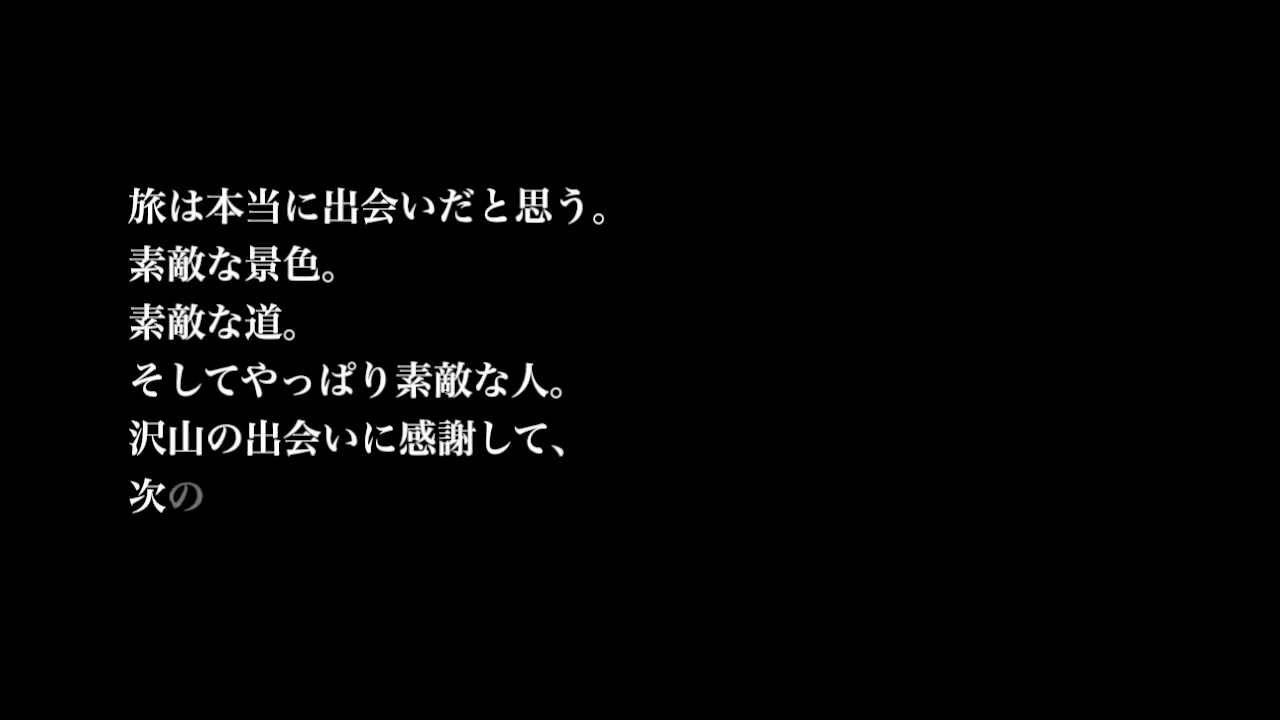 旅は本当に出会いだと思う。
素敵な景色。
素敵な道。
そしてやっぱり素敵な人。
沢山の出会いに感謝して、
次の